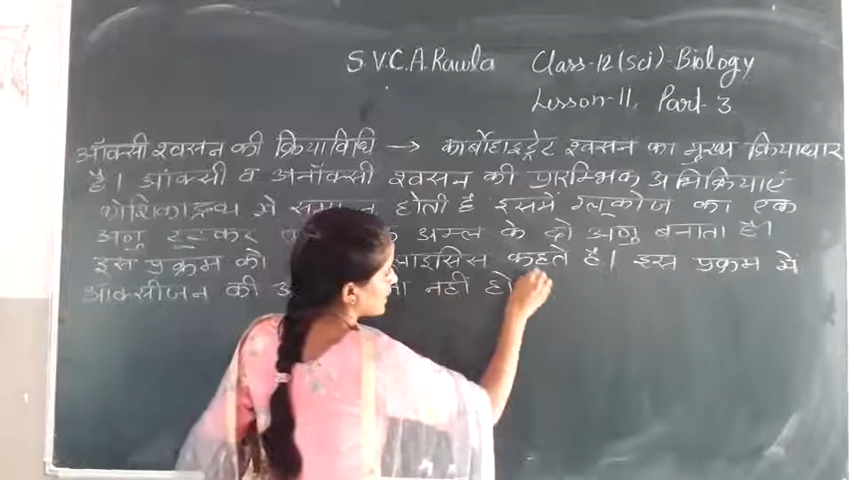 S.V.C.A. Rawla Class-12 (sci)-Biology
Lesson-11, Part-3
ऑक्सी श्वसन की क्रियाविधि → कार्बोहाइड्रेट श्वसन का मुख्य क्रियाधार
है। ऑक्सी व अनॉक्सी श्वसन की प्रारम्भिक अभिक्रियाएं
कोशिकाद्रव्य में समान होती है इसमें ग्लूकोज का एक
अणु टूटकर अम्ल के दो अणु बनाता है।
इस प्रक्रम को कहते है। इस प्रक्रम में
ऑक्सीजन की नहीं हो